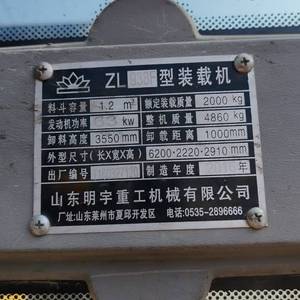 ZL 938F 型装载机
料斗容量 1.2 m³ 额定装载质量 2000 kg
发动机功率 kw 整机质量 4860 kg
卸料高度 3550 mm 卸载距离 1000mm
外型尺寸 (长X宽X高) 6200·2220·2910 mm
出厂编号 制造年度 年
山东明宇重工机械有限公司
厂址:山东莱州市夏邱开发区 电话:0535-2896666